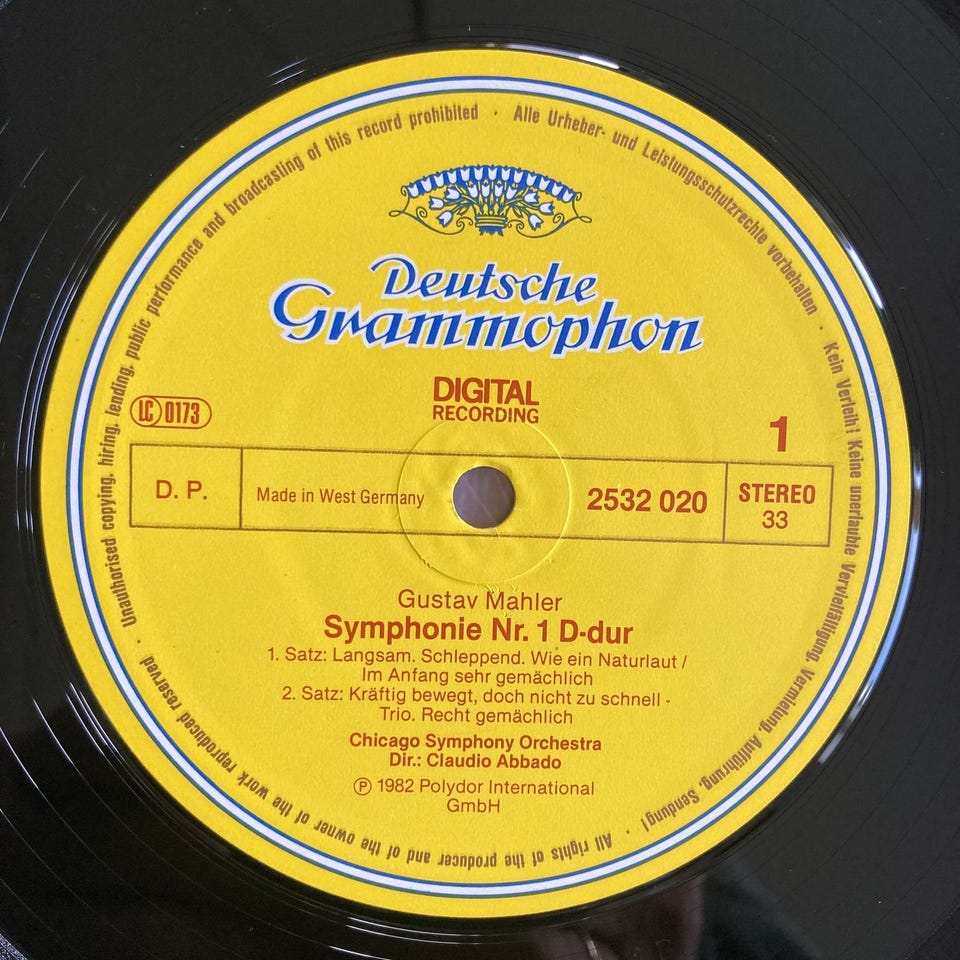 Unauthorised copying, hiring, lending, public performance and broadcasting of this record prohibited · Alle Urheber- und Leistungsschutzrechte vorbehalten · Kein Verleih! Keine unerlaubte Vervielfältigung, Vermietung, Aufführung, Sendung! · All rights of the producer and of the owner of the work reproduced reserved ·
Deutsche
Grammophon
DIGITAL
RECORDING
LC 0173
1
D. P.
Made in West Germany
2532 020
STEREO
33
Gustav Mahler
Symphonie Nr. 1 D-dur
1. Satz: Langsam. Schleppend. Wie ein Naturlaut /
Im Anfang sehr gemächlich
2. Satz: Kräftig bewegt, doch nicht zu schnell -
Trio. Recht gemächlich
Chicago Symphony Orchestra
Dir.: Claudio Abbado
℗ 1982 Polydor International
GmbH